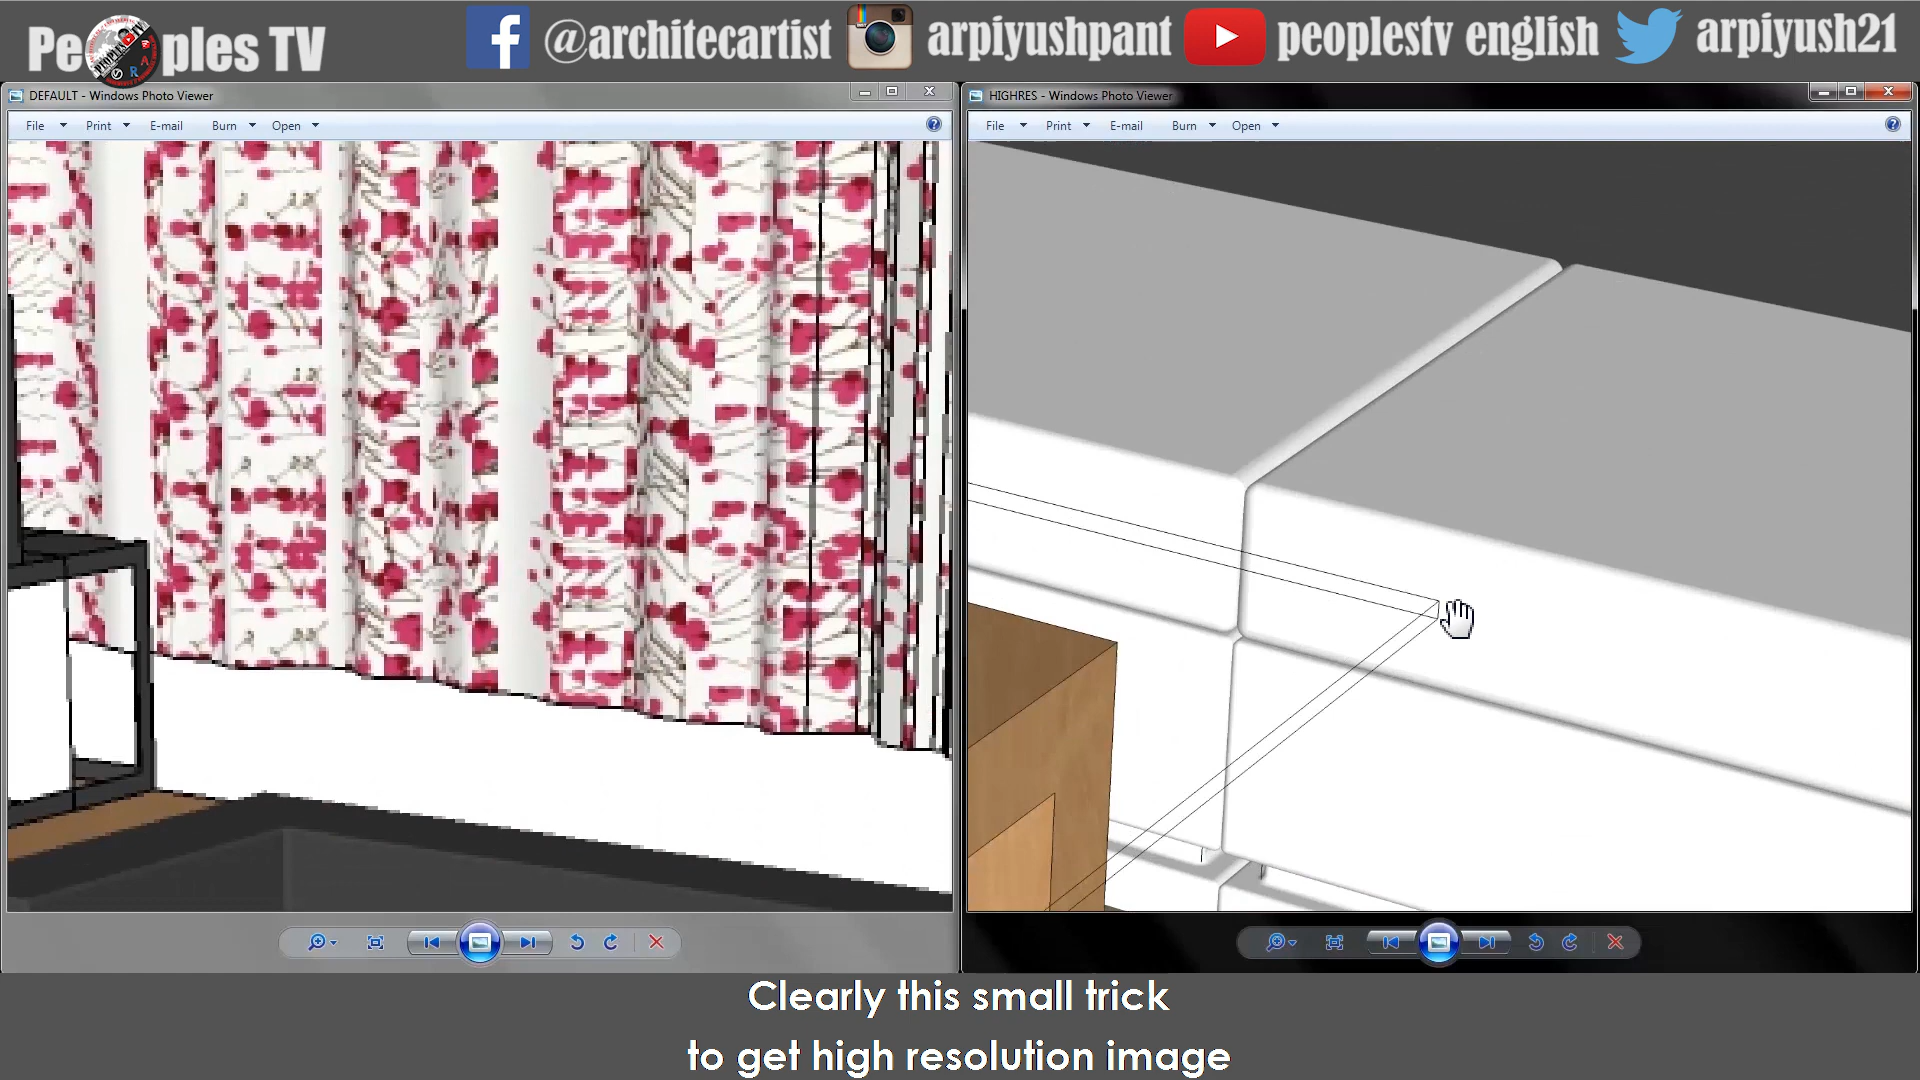 Peoples TV
@architecartist
arpiyushpant
peoplestv english
arpiyush21
DEFAULT - Windows Photo Viewer
File Print E-mail Burn Open
HIGHRES - Windows Photo Viewer
File Print E-mail Burn Open
Clearly this small trick
to get high resolution image